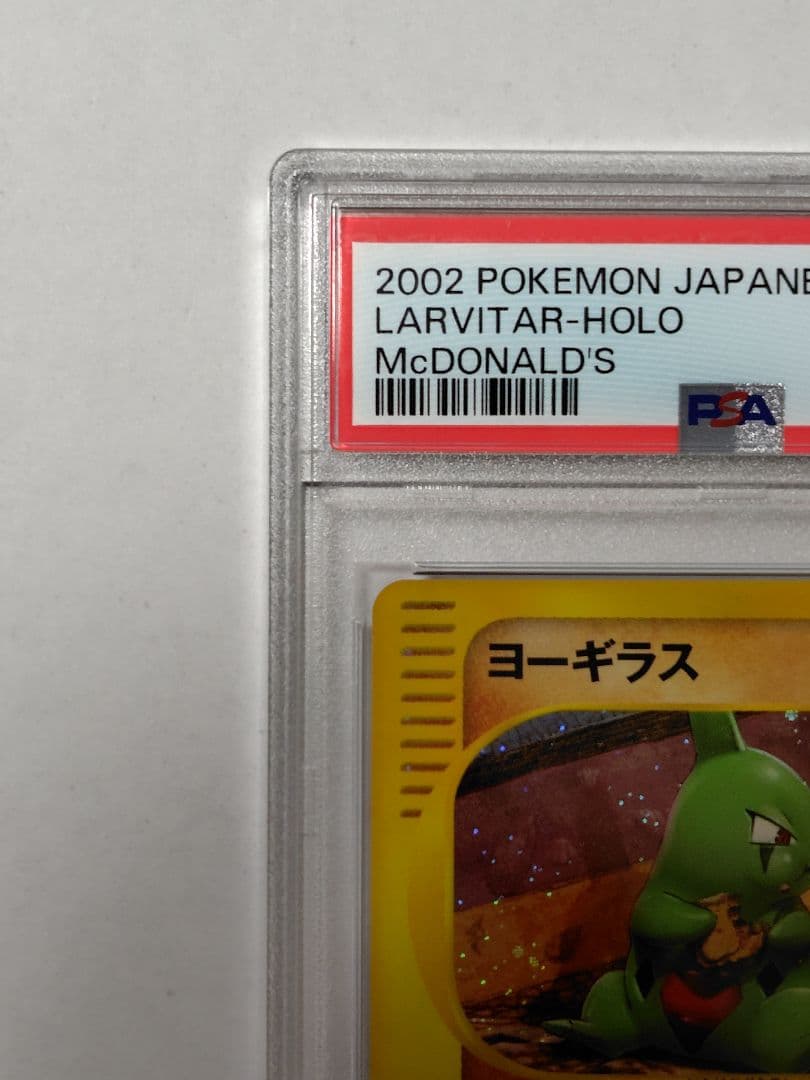 2002 POKEMON JAPANE
LARVITAR-HOLO
McDONALD'S
PSA
ヨーギラス